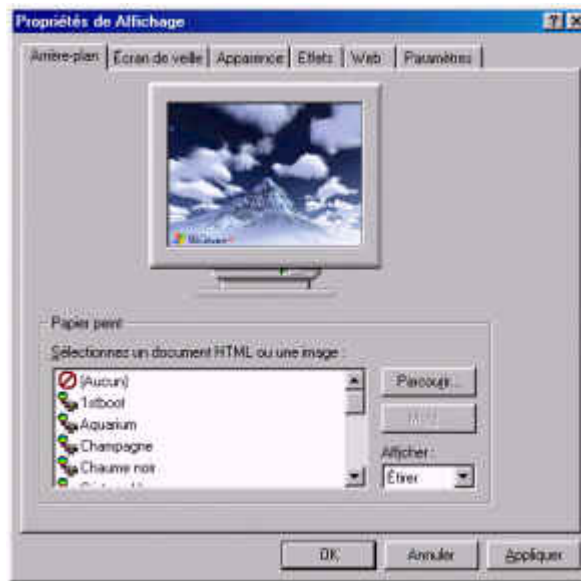 Propriétés de Affichage
Arrière-plan
Écran de veille
Apparence
Effets
Web
Paramètres
Papier peint
Sélectionnez un document HTML ou une image :
(Aucun)
1stboot
Aquarium
Champagne
Chaume noir
Parcourir...
Afficher :
Étirer
OK
Annuler
Appliquer